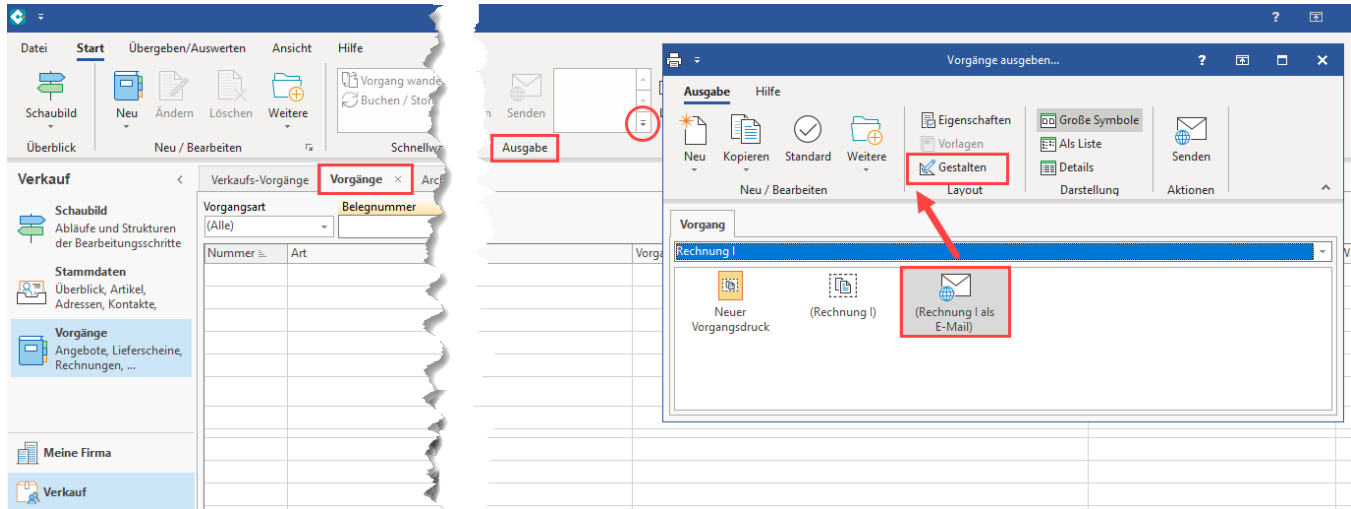 ?
Datei Start Übergeben/Auswerten Ansicht Hilfe
Schaubild
Neu Ändern Löschen Weitere
Vorgang wande
Buchen /
Überblick Neu / Bearbeiten
Senden
Ausgabe
Verkauf
Verkaufs-Vorgänge Vorgänge ×
Schaubild
Abläufe und Strukturen
der Bearbeitungsschritte
Stammdaten
Überblick, Artikel,
Adressen, Kontakte,
Vorgänge
Angebote, Lieferscheine,
Rechnungen, ...
Meine Firma
Verkauf
Vorgangsart Belegnummer
(Alle)
Nummer Art
Vorgänge ausgeben... ?
Ausgabe Hilfe
Neu Kopieren Standard Weitere
Neu / Bearbeiten
Eigenschaften
Vorlagen
Gestalten
Layout
Große Symbole
Als Liste
Details
Darstellung
Senden
Aktionen
Vorgang
Rechnung I
Neuer
Vorgangsdruck
(Rechnung I)
(Rechnung I als
E-Mail)